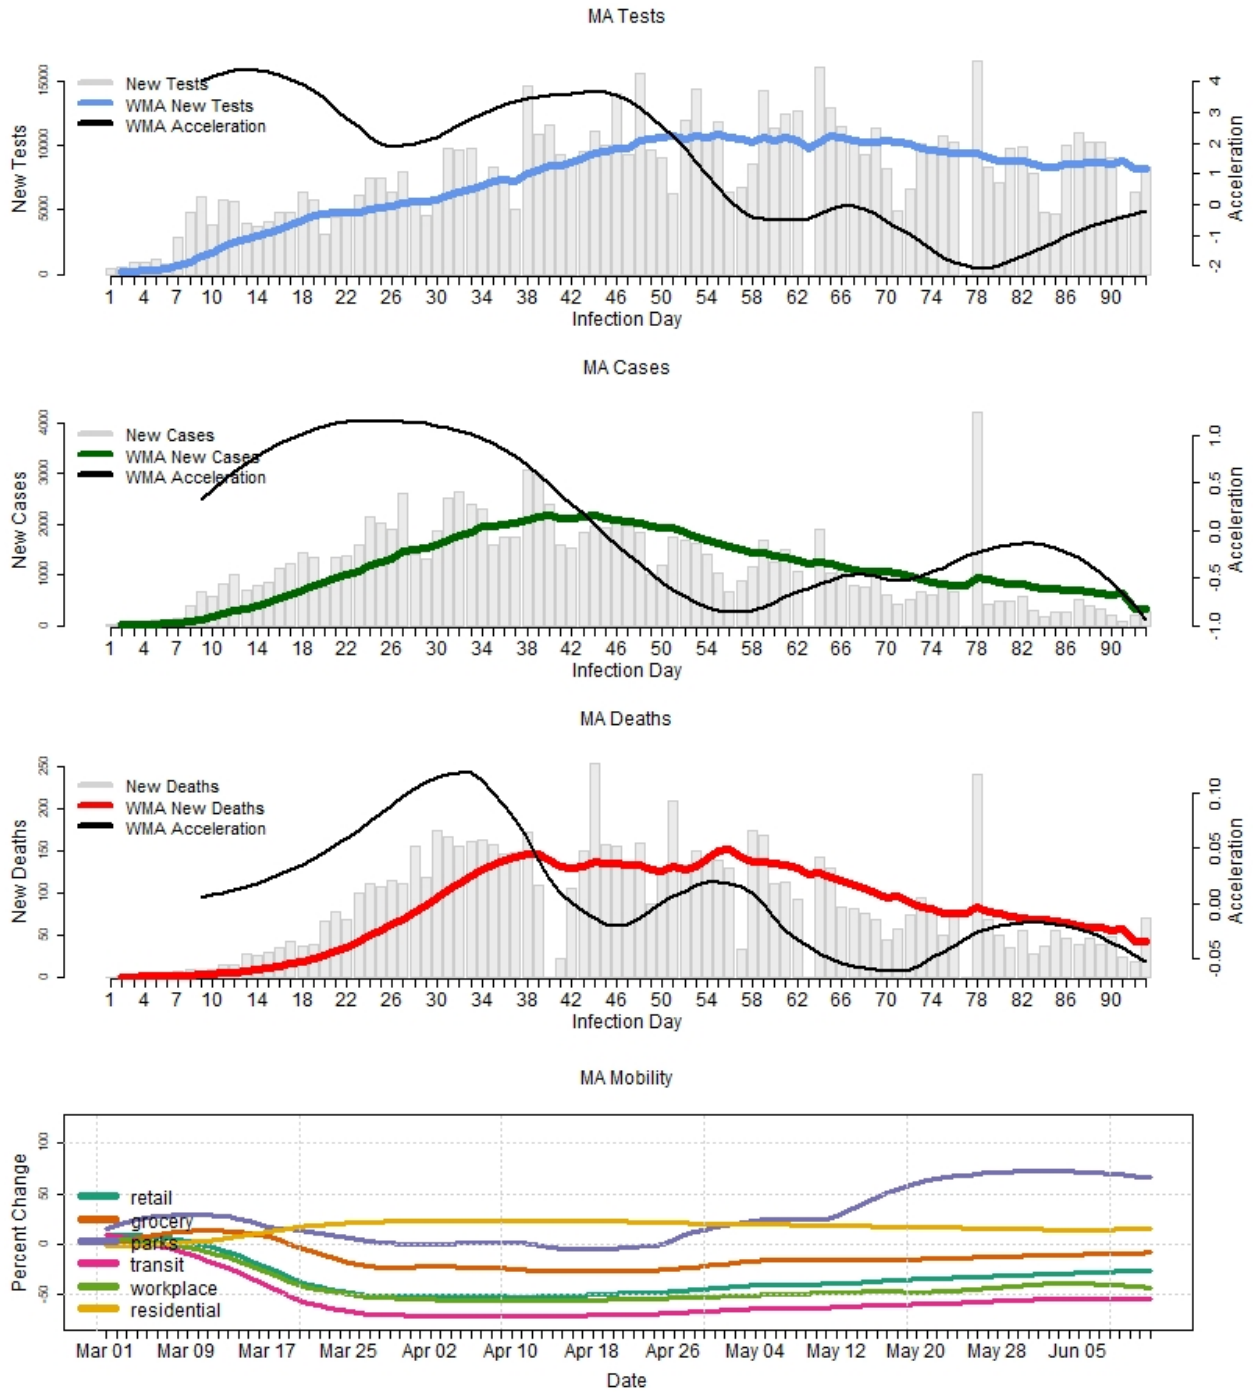 MA Tests
New Tests
WMA New Tests
WMA Acceleration
New Tests
0 5000 10000 15000
Acceleration
-2 -1 0 1 2 3 4
1 4 7 10 14 18 22 26 30 34 38 42 46 50 54 58 62 66 70 74 78 82 86 90
Infection Day
MA Cases
New Cases
WMA New Cases
WMA Acceleration
New Cases
0 1000 2000 3000 4000
Acceleration
-1.0 -0.5 0.0 0.5 1.0
1 4 7 10 14 18 22 26 30 34 38 42 46 50 54 58 62 66 70 74 78 82 86 90
Infection Day
MA Deaths
New Deaths
WMA New Deaths
WMA Acceleration
New Deaths
0 50 100 150 200 250
Acceleration
-0.05 0.00 0.05 0.10
1 4 7 10 14 18 22 26 30 34 38 42 46 50 54 58 62 66 70 74 78 82 86 90
Infection Day
MA Mobility
Percent Change
-50 0 50 100
retail
grocery
parks
transit
workplace
residential
Mar 01 Mar 09 Mar 17 Mar 25 Apr 02 Apr 10 Apr 18 Apr 26 May 04 May 12 May 20 May 28 Jun 05
Date